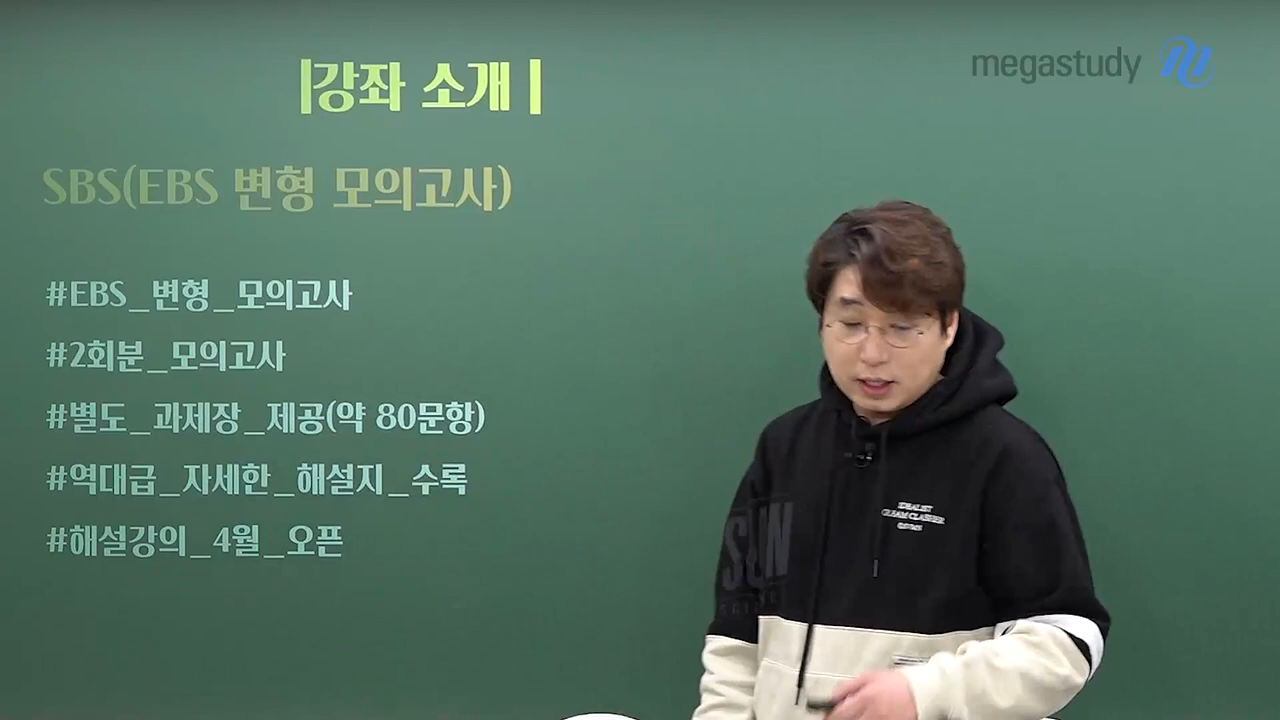 |강좌 소개|
megastudy
SBS(EBS 변형 모의고사)
#EBS_변형_모의고사
#2회분_모의고사
#별도_과제장_제공(약 80문항)
#역대급_자세한_해설지_수록
#해설강의_4월_오픈
IDEALIST